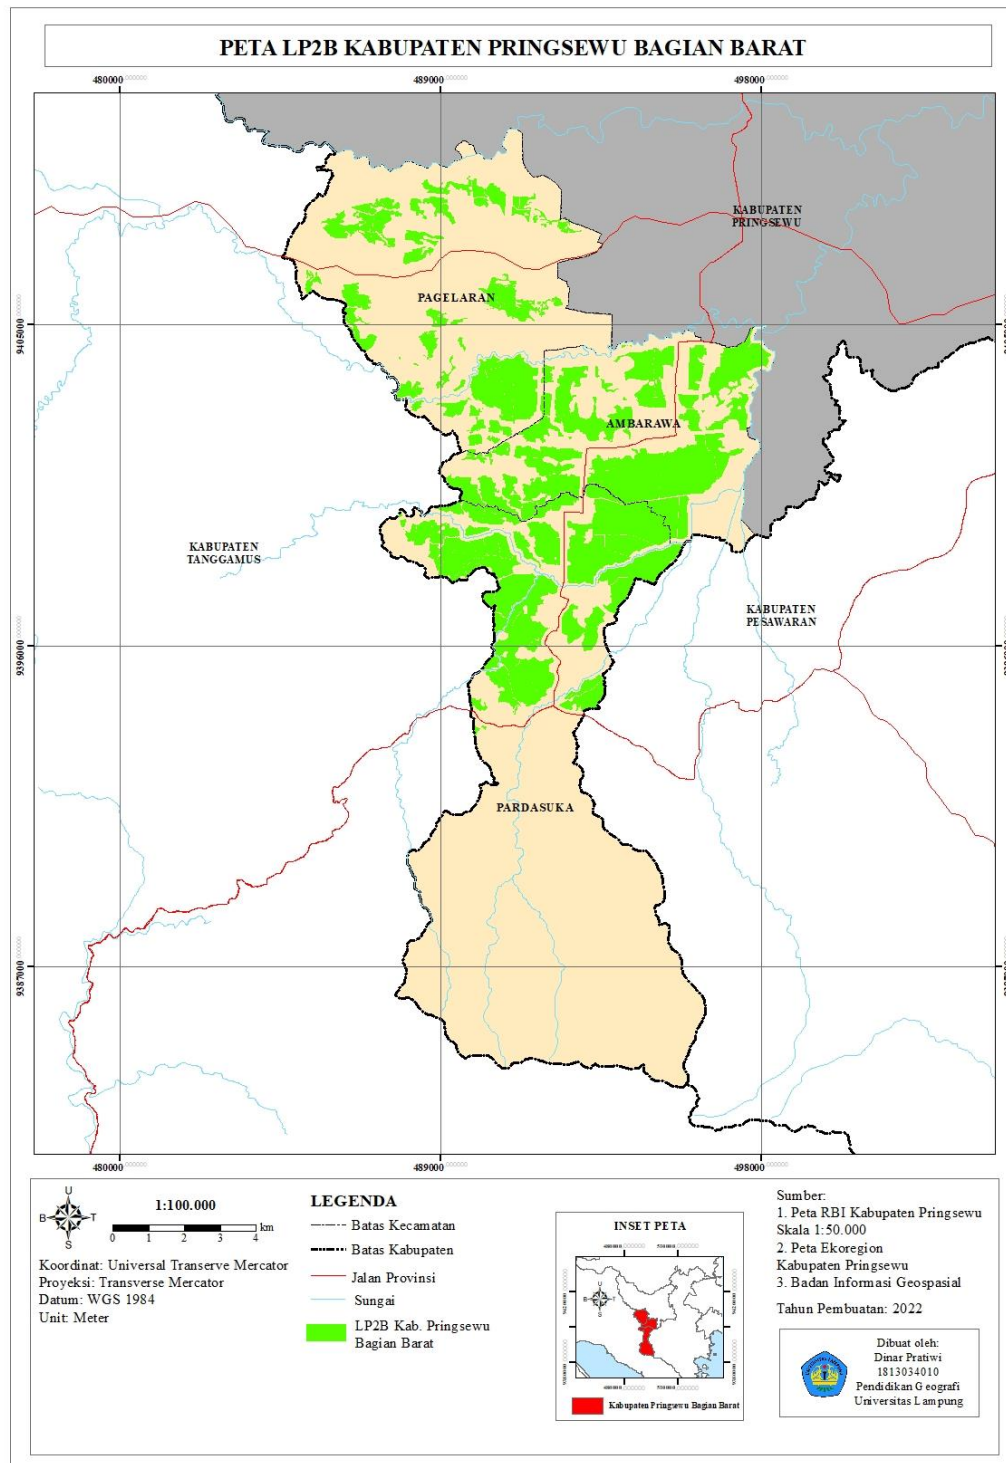 PETA LP2B KABUPATEN PRINGSEWU BAGIAN BARAT
480000 489000 498000
KABUPATEN
PRINGSEWU
PAGELARAN
9405000
AMBARAWA
KABUPATEN
TANGGAMUS
KABUPATEN
PESAWARAN
9396000
PARDASUKA
9387000
480000 489000 498000
U
B T
S
1:100.000
0 1 2 3 4 km
Koordinat: Universal Transerve Mercator
Proyeksi: Transverse Mercator
Datum: WGS 1984
Unit: Meter
LEGENDA
Batas Kecamatan
Batas Kabupaten
Jalan Provinsi
Sungai
LP2B Kab. Pringsewu
Bagian Barat
INSET PETA
U
B T
S
Kabupaten Pringsewu Bagian Barat
Sumber:
1. Peta RBI Kabupaten Pringsewu
Skala 1:50.000
2. Peta Ekoregion
Kabupaten Pringsewu
3. Badan Informasi Geospasial
Tahun Pembuatan: 2022
Dibuat oleh:
Dinar Pratiwi
1813034010
Pendidikan Geografi
Universitas Lampung